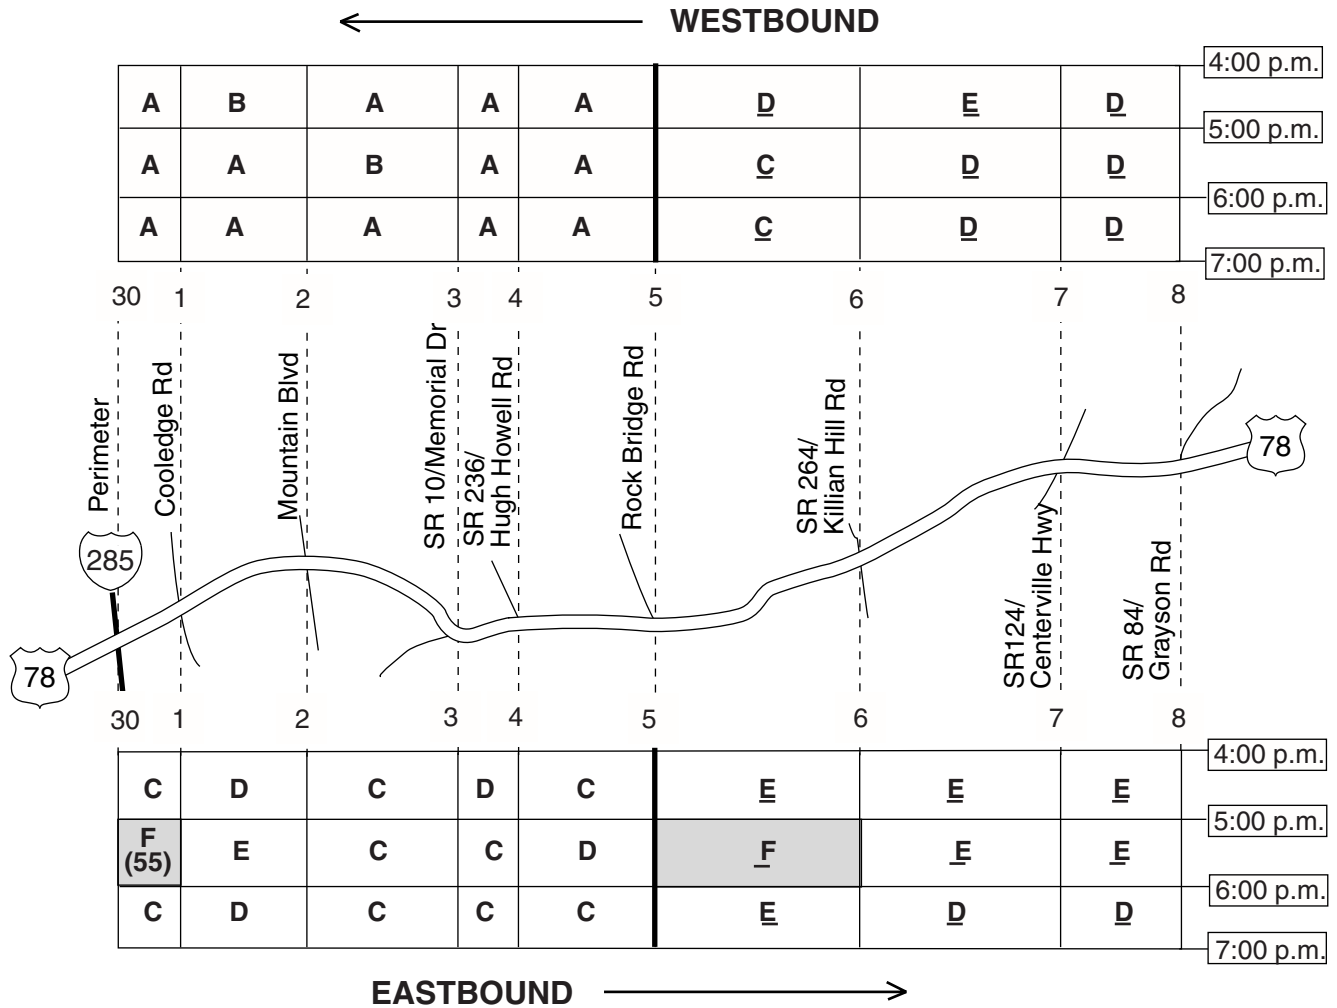 WESTBOUND
4:00 p.m.
A B A A A D E D
5:00 p.m.
A A B A A C D D
6:00 p.m.
A A A A A C D D
7:00 p.m.
30 1 2 3 4 5 6 7 8
Perimeter
Cooledge Rd
Mountain Blvd
SR 10/Memorial Dr
SR 236/
Hugh Howell Rd
Rock Bridge Rd
SR 264/
Killian Hill Rd
SR124/
Centerville Hwy
SR 84/
Grayson Rd
78
285
78
30 1 2 3 4 5 6 7 8
4:00 p.m.
C D C D C E E E
5:00 p.m.
F
(55) E C C D F E E
6:00 p.m.
C D C C C E D D
7:00 p.m.
EASTBOUND